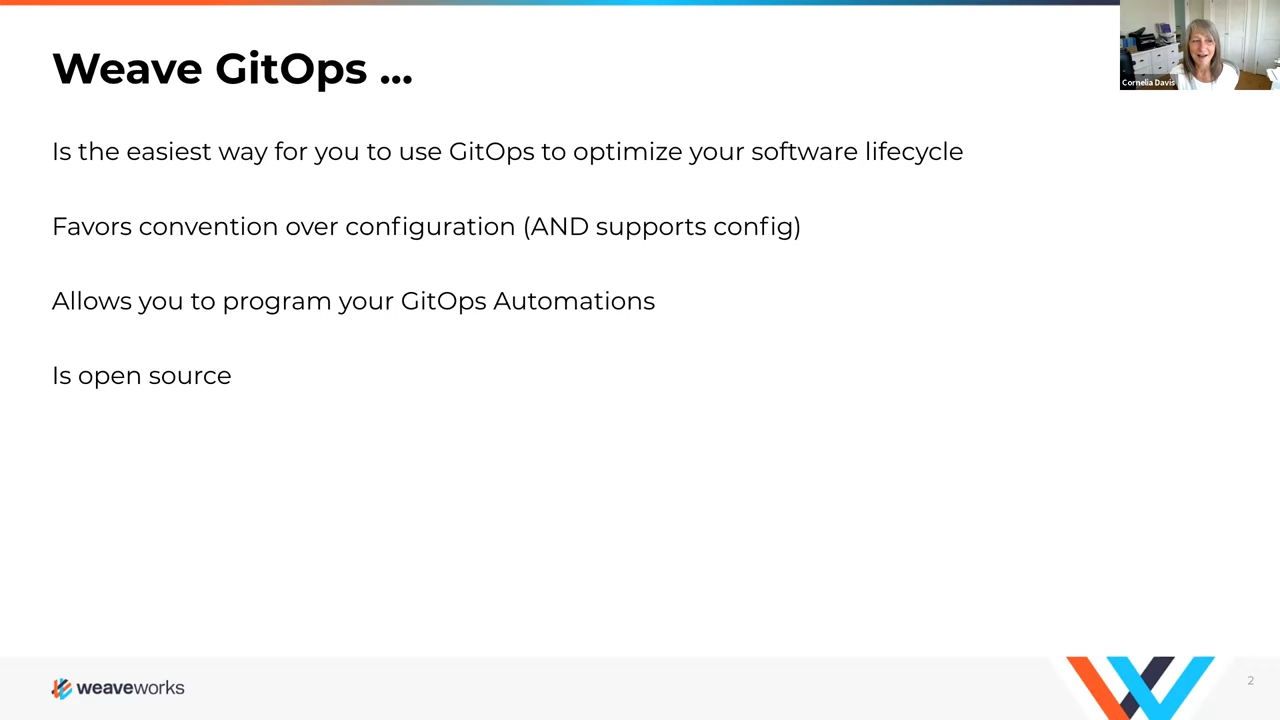 Weave GitOps ...
Cornelia Davis
Is the easiest way for you to use GitOps to optimize your software lifecycle
Favors convention over configuration (AND supports config)
Allows you to program your GitOps Automations
Is open source
weaveworks
2